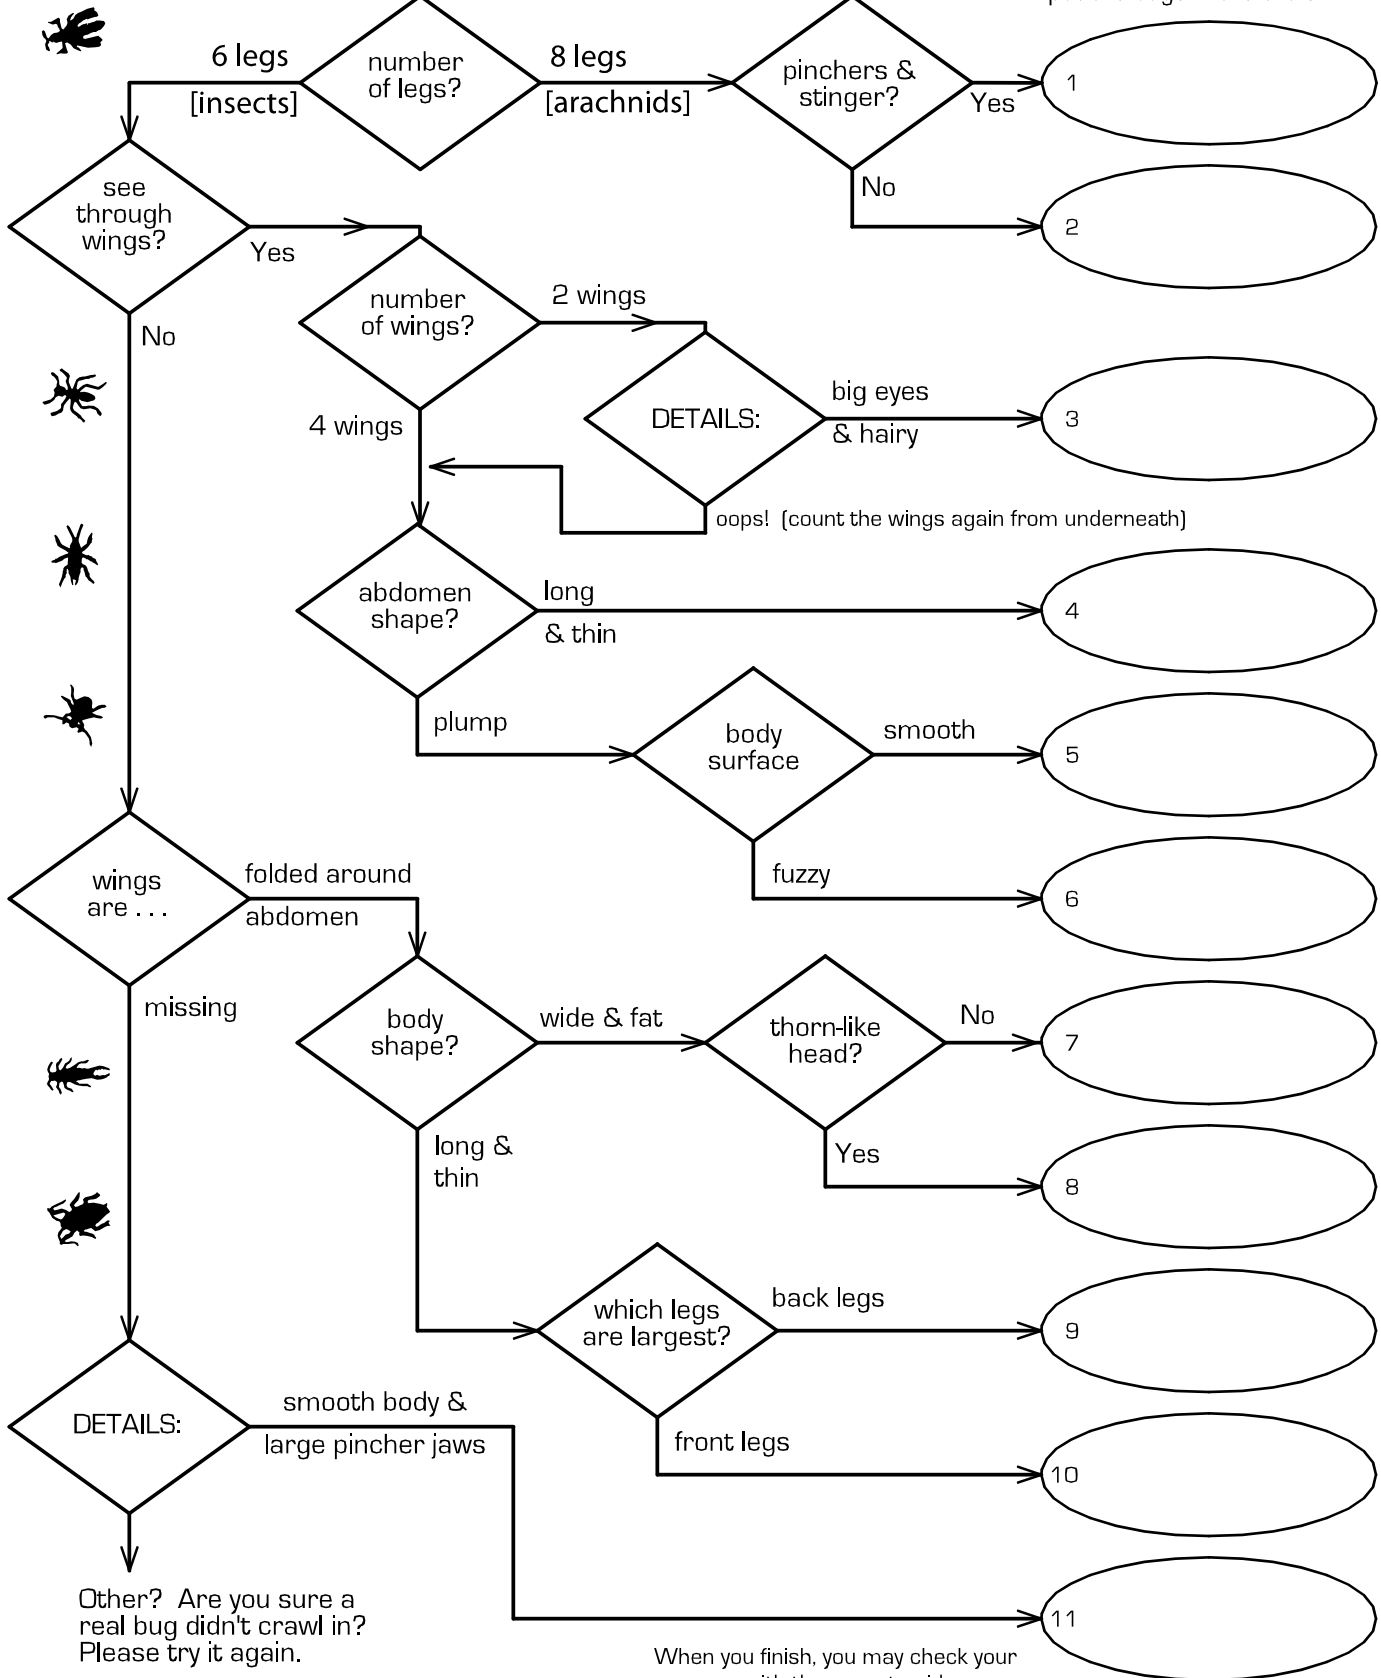 6 legs
[insects]
number
of legs?
8 legs
[arachnids]
pinchers &
stinger?
Yes
1
No
2
see
through
wings?
Yes
No
number
of wings?
2 wings
4 wings
DETAILS:
big eyes
& hairy
3
oops! (count the wings again from underneath)
abdomen
shape?
long
& thin
4
plump
body
surface
smooth
5
fuzzy
6
wings
are . . .
folded around
abdomen
missing
body
shape?
wide & fat
thorn-like
head?
No
7
Yes
8
long &
thin
which legs
are largest?
back legs
9
front legs
10
DETAILS:
smooth body &
large pincher jaws
11
Other? Are you sure a
real bug didn't crawl in?
Please try it again.
When you finish, you may check your